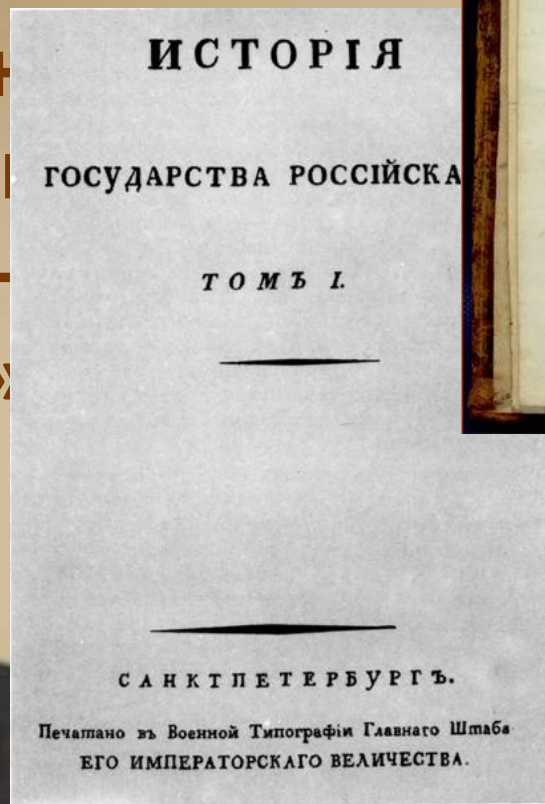 ИСТОРІЯ
ГОСУДАРСТВА РОССІЙСКА
ТОМЪ I.
САНКТПЕТЕРБУРГЪ.
Печатано въ Военной Типографіи Главнаго Штаба
ЕГО ИМПЕРАТОРСКАГО ВЕЛИЧЕСТВА.